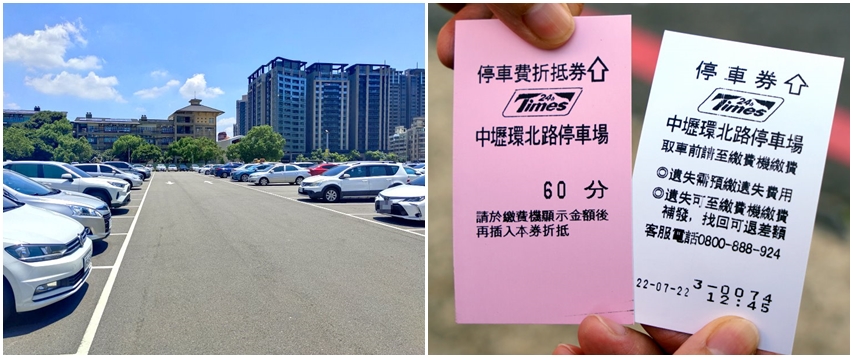 停車費折抵券↑
24h
Times
中壢環北路停車場
60 分
請於繳費機顯示金額後
再插入本券折抵
停車券↑
24h
Times
中壢環北路停車場
取車前請至繳費機繳費
◎遺失需預繳遺失費用
◎遺失可至繳費機繳費
補發，找回可退差額
客服電話0800-888-924
22-07-22 3-0074
12:45